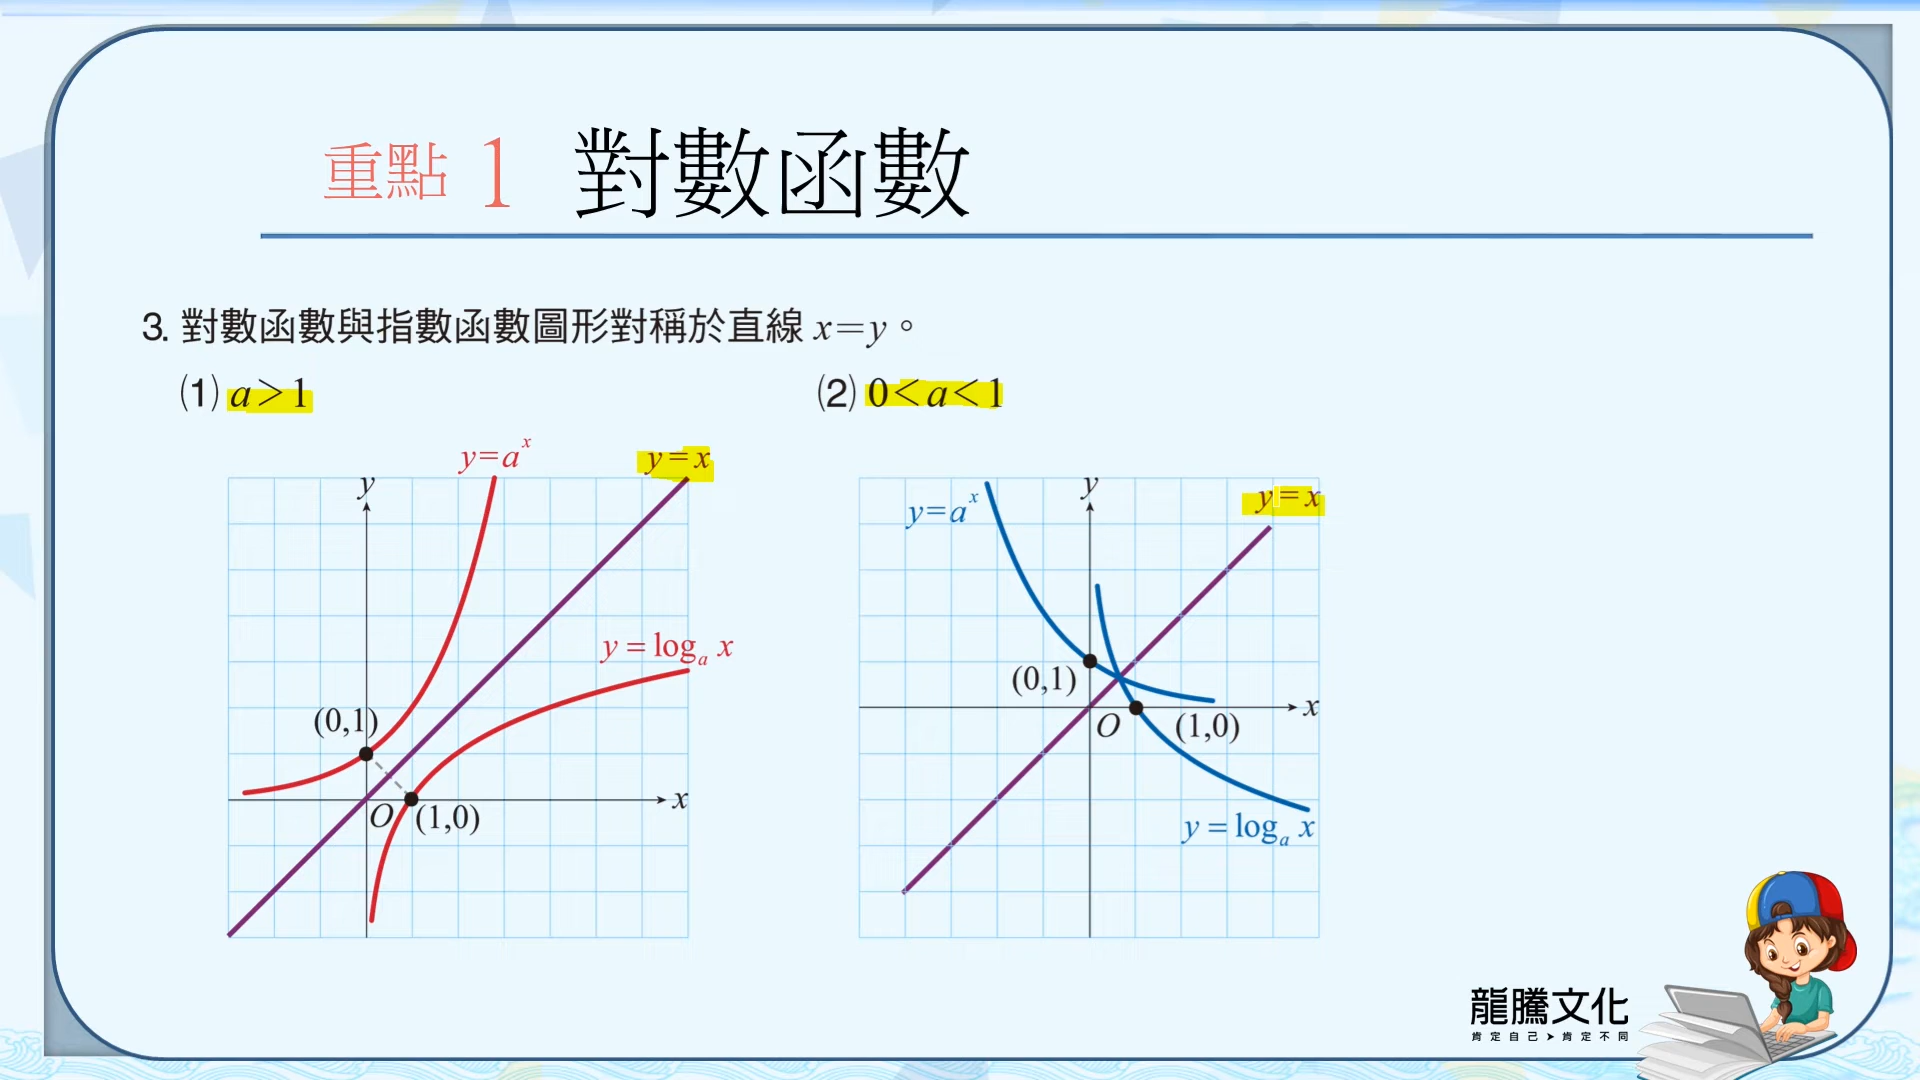 重點 1 對數函數
3. 對數函數與指數函數圖形對稱於直線 x＝y。
(1) a＞1
(2) 0＜a＜1
y=a^x
y=x
y
y = log_a x
(0,1)
O
(1,0)
x
y=a^x
y
y=x
(0,1)
O
(1,0)
x
y = log_a x
龍騰文化
肯定自己➤肯定不同